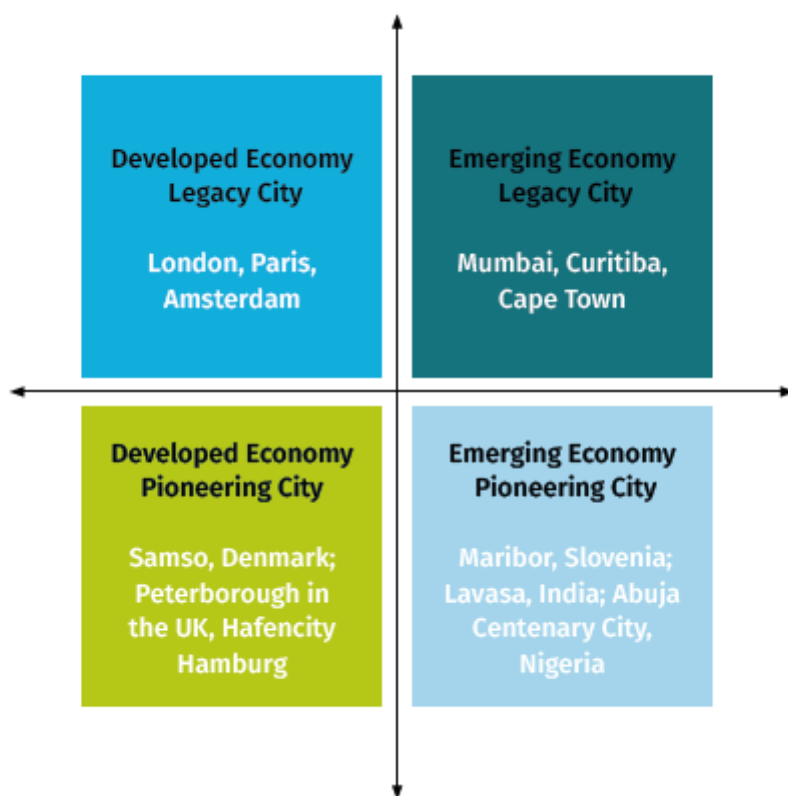 Developed Economy
Legacy City
London, Paris,
Amsterdam
Emerging Economy
Legacy City
Mumbai, Curitiba,
Cape Town
Developed Economy
Pioneering City
Samso, Denmark;
Peterborough in
the UK, Hafencity
Hamburg
Emerging Economy
Pioneering City
Maribor, Slovenia;
Lavasa, India; Abuja
Centenary City,
Nigeria